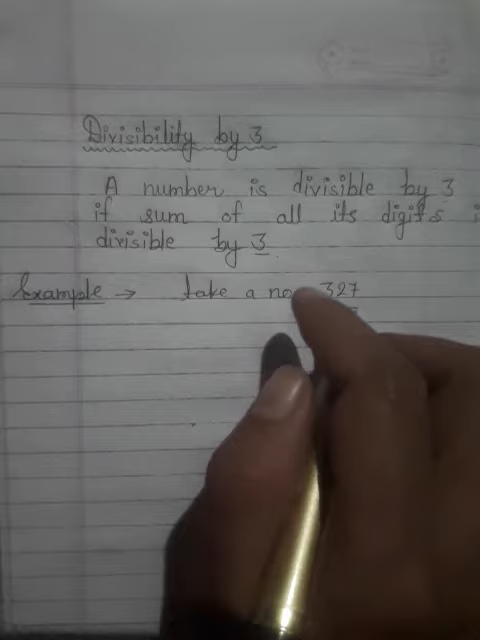 Divisibility by 3
A number is divisible by 3
if sum of all its digits
divisible by 3
Example → take a no 327